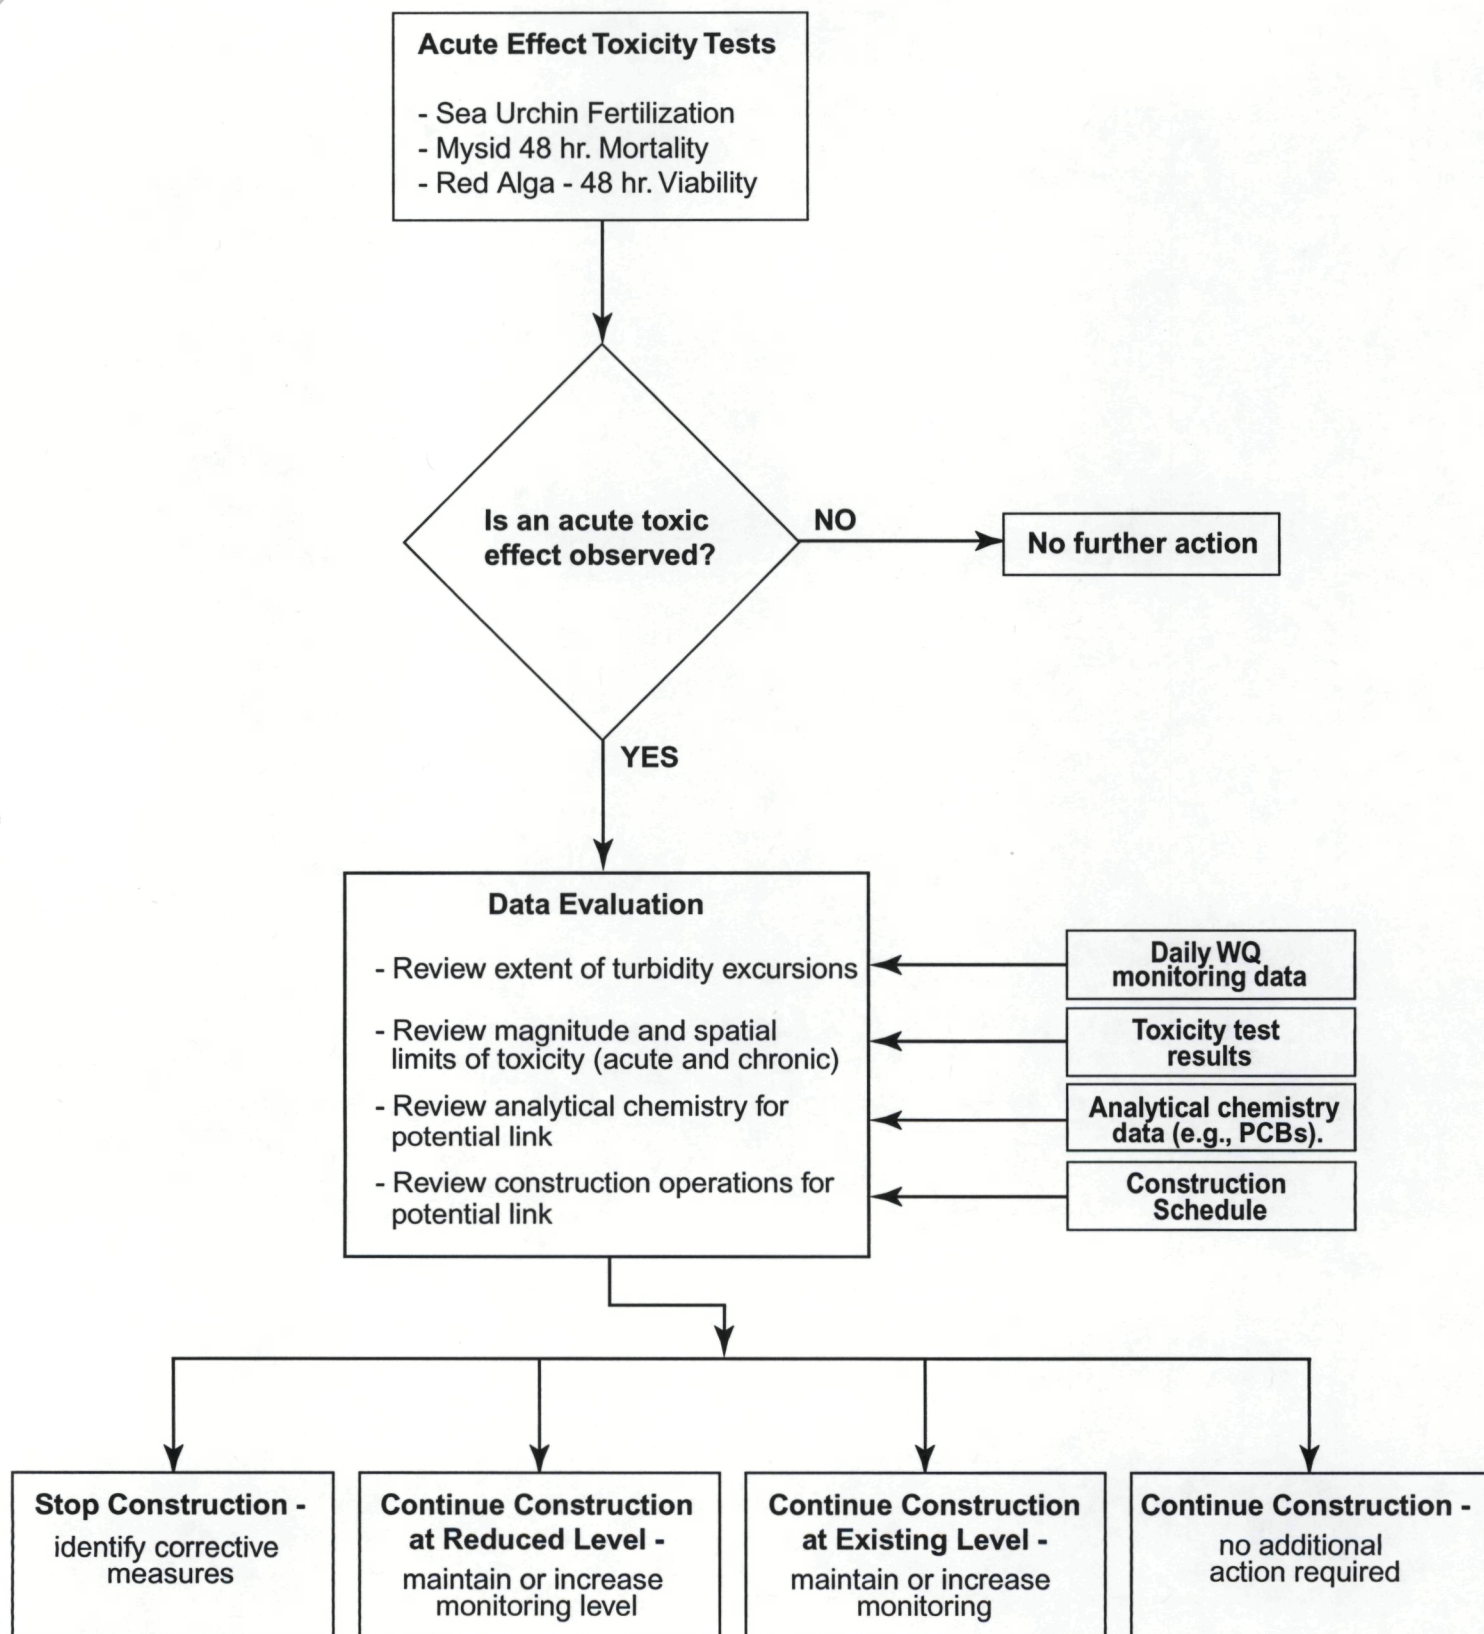 Acute Effect Toxicity Tests
- Sea Urchin Fertilization
- Mysid 48 hr. Mortality
- Red Alga - 48 hr. Viability
Is an acute toxic
effect observed?
NO
No further action
YES
Data Evaluation
- Review extent of turbidity excursions
- Review magnitude and spatial
limits of toxicity (acute and chronic)
- Review analytical chemistry for
potential link
- Review construction operations for
potential link
Daily WQ
monitoring data
Toxicity test
results
Analytical chemistry
data (e.g., PCBs).
Construction
Schedule
Stop Construction -
identify corrective
measures
Continue Construction
at Reduced Level -
maintain or increase
monitoring level
Continue Construction
at Existing Level -
maintain or increase
monitoring
Continue Construction -
no additional
action required